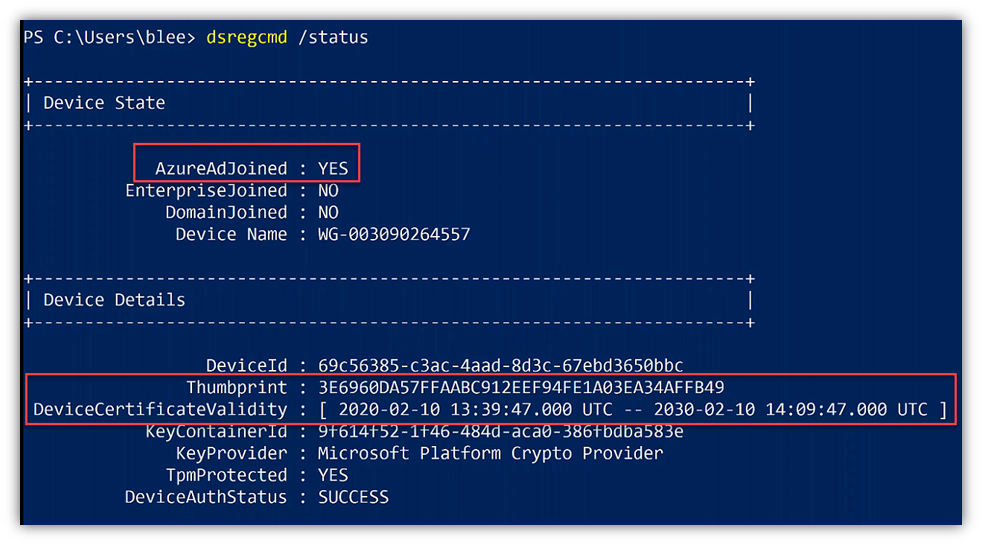 PS C:\Users\blee> dsregcmd /status
+----------------------------------------------------------------------+
| Device State                                                         |
+----------------------------------------------------------------------+
AzureAdJoined : YES
EnterpriseJoined : NO
DomainJoined : NO
Device Name : WG-003090264557
+----------------------------------------------------------------------+
| Device Details                                                       |
+----------------------------------------------------------------------+
DeviceId : 69c56385-c3ac-4aad-8d3c-67ebd3650bbc
Thumbprint : 3E6960DA57FFAABC912EEF94FE1A03EA34AFFB49
DeviceCertificateValidity : [ 2020-02-10 13:39:47.000 UTC -- 2030-02-10 14:09:47.000 UTC ]
KeyContainerId : 9f614f52-1f46-484d-aca0-386fbdba583e
KeyProvider : Microsoft Platform Crypto Provider
TpmProtected : YES
DeviceAuthStatus : SUCCESS